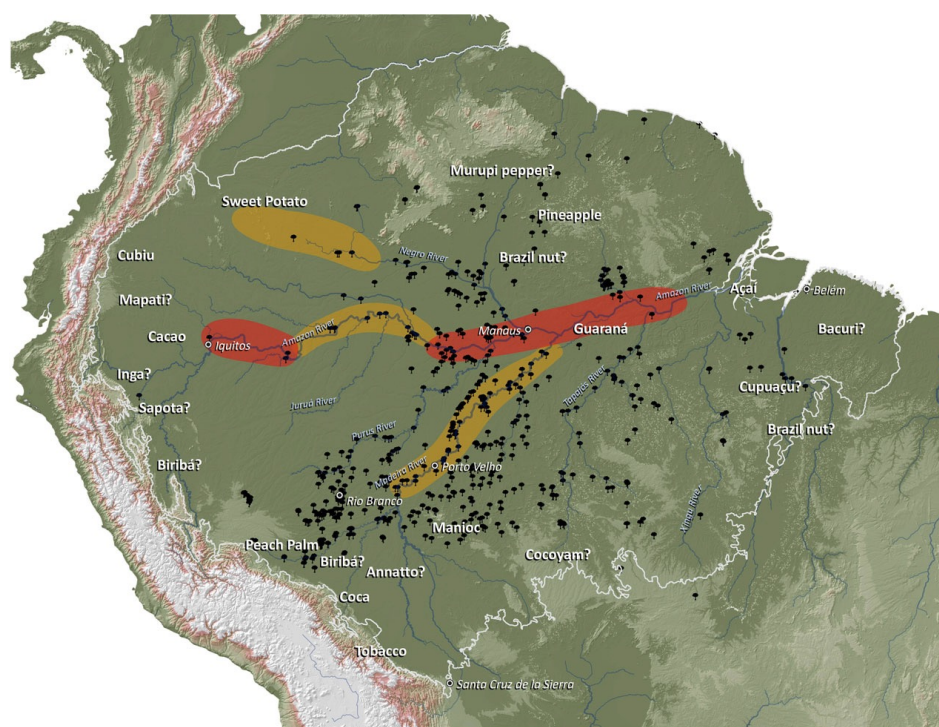 Murupi pepper?
Sweet Potato
Pineapple
Cubiu
Negro River
Brazil nut?
Açaí
Belém
Amazon River
Mapati?
Cacao
Iquitos
Amazon River
Manaus
Guaraná
Bacuri?
Inga?
Sapota?
Juruá River
Tapajós River
Cupuaçu?
Purus River
Brazil nut?
Biribá?
Madeira River
Porto Velho
Rio Branco
Xingu River
Manioc
Peach Palm
Biribá?
Annatto?
Cocoyam?
Coca
Tobacco
Santa Cruz de la Sierra